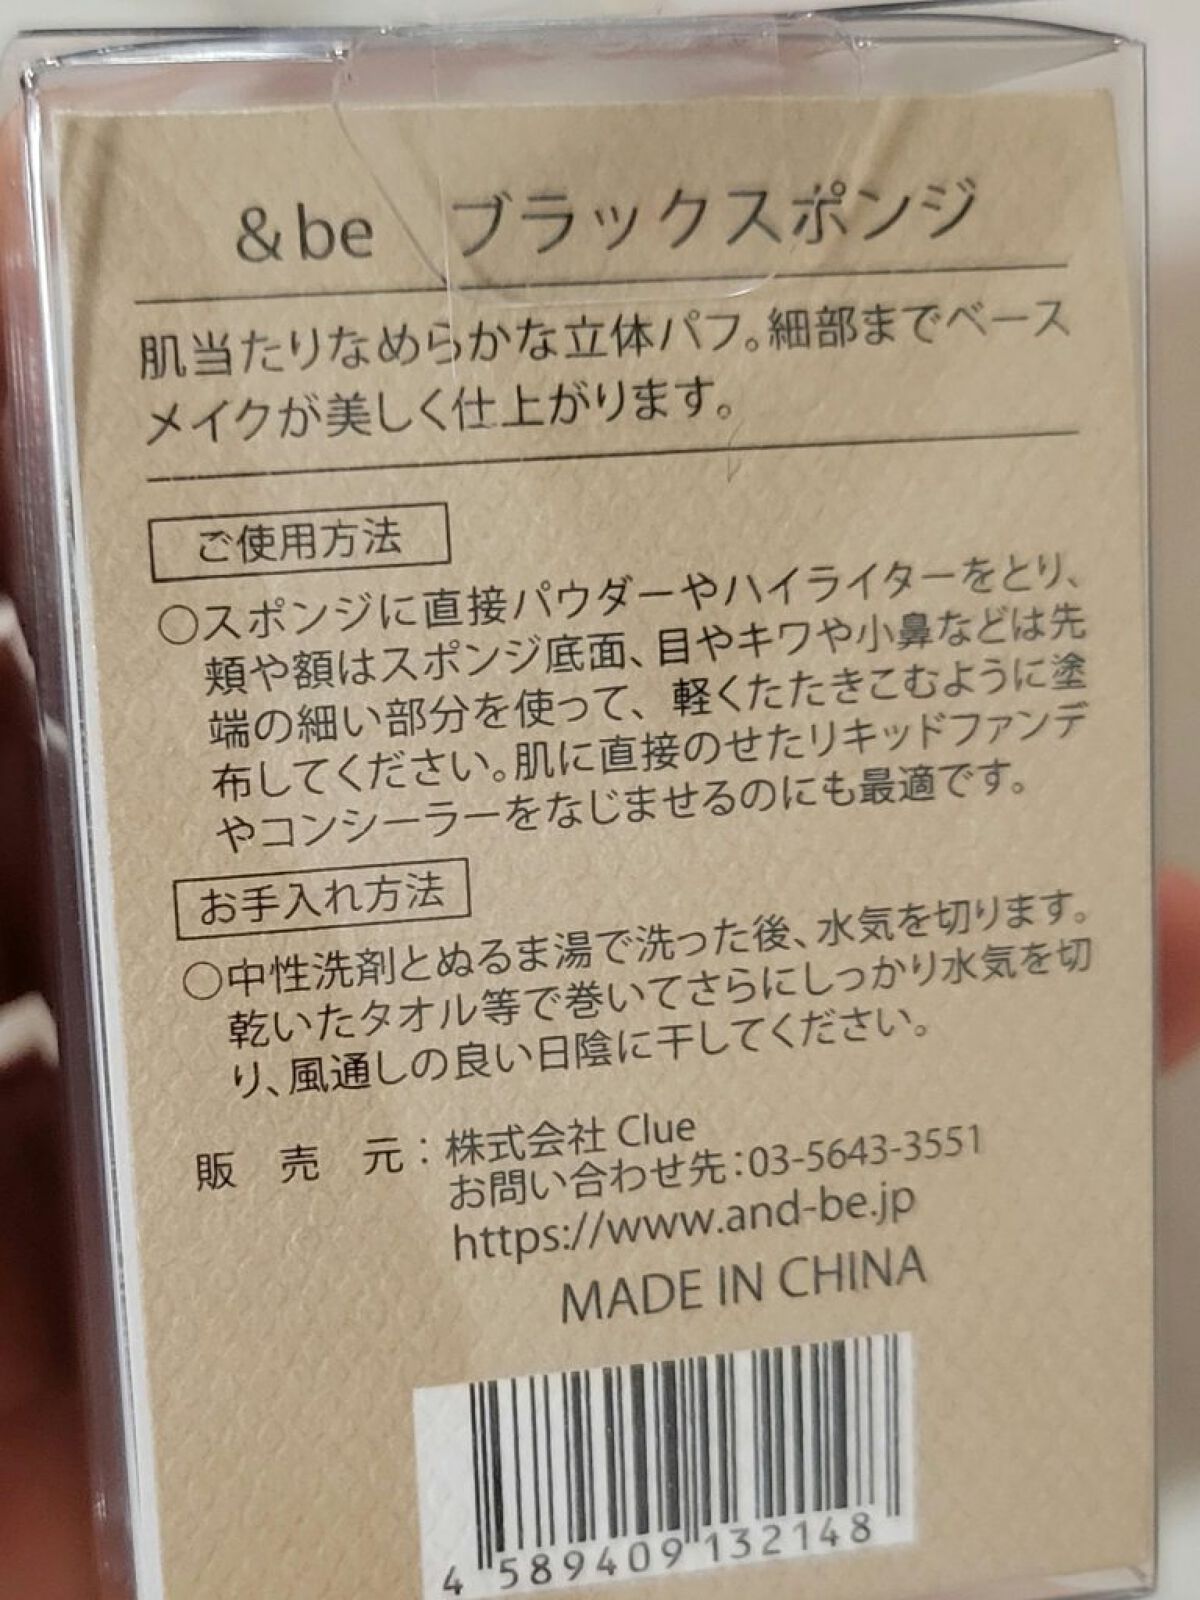 &be ブラックスポンジ
肌当たりなめらかな立体パフ。細部までベース
メイクが美しく仕上がります。
ご使用方法
○スポンジに直接パウダーやハイライターをとり、
頬や額はスポンジ底面、目やキワや小鼻などは先
端の細い部分を使って、軽くたたきこむように塗
布してください。肌に直接のせたリキッドファンデ
やコンシーラーをなじませるのにも最適です。
お手入れ方法
○中性洗剤とぬるま湯で洗った後、水気を切ります。
乾いたタオル等で巻いてさらにしっかり水気を切
り、風通しの良い日陰に干してください。
販 売 元：株式会社 Clue
お問い合わせ先：03-5643-3551
https://www.and-be.jp
MADE IN CHINA
4 589409 132148